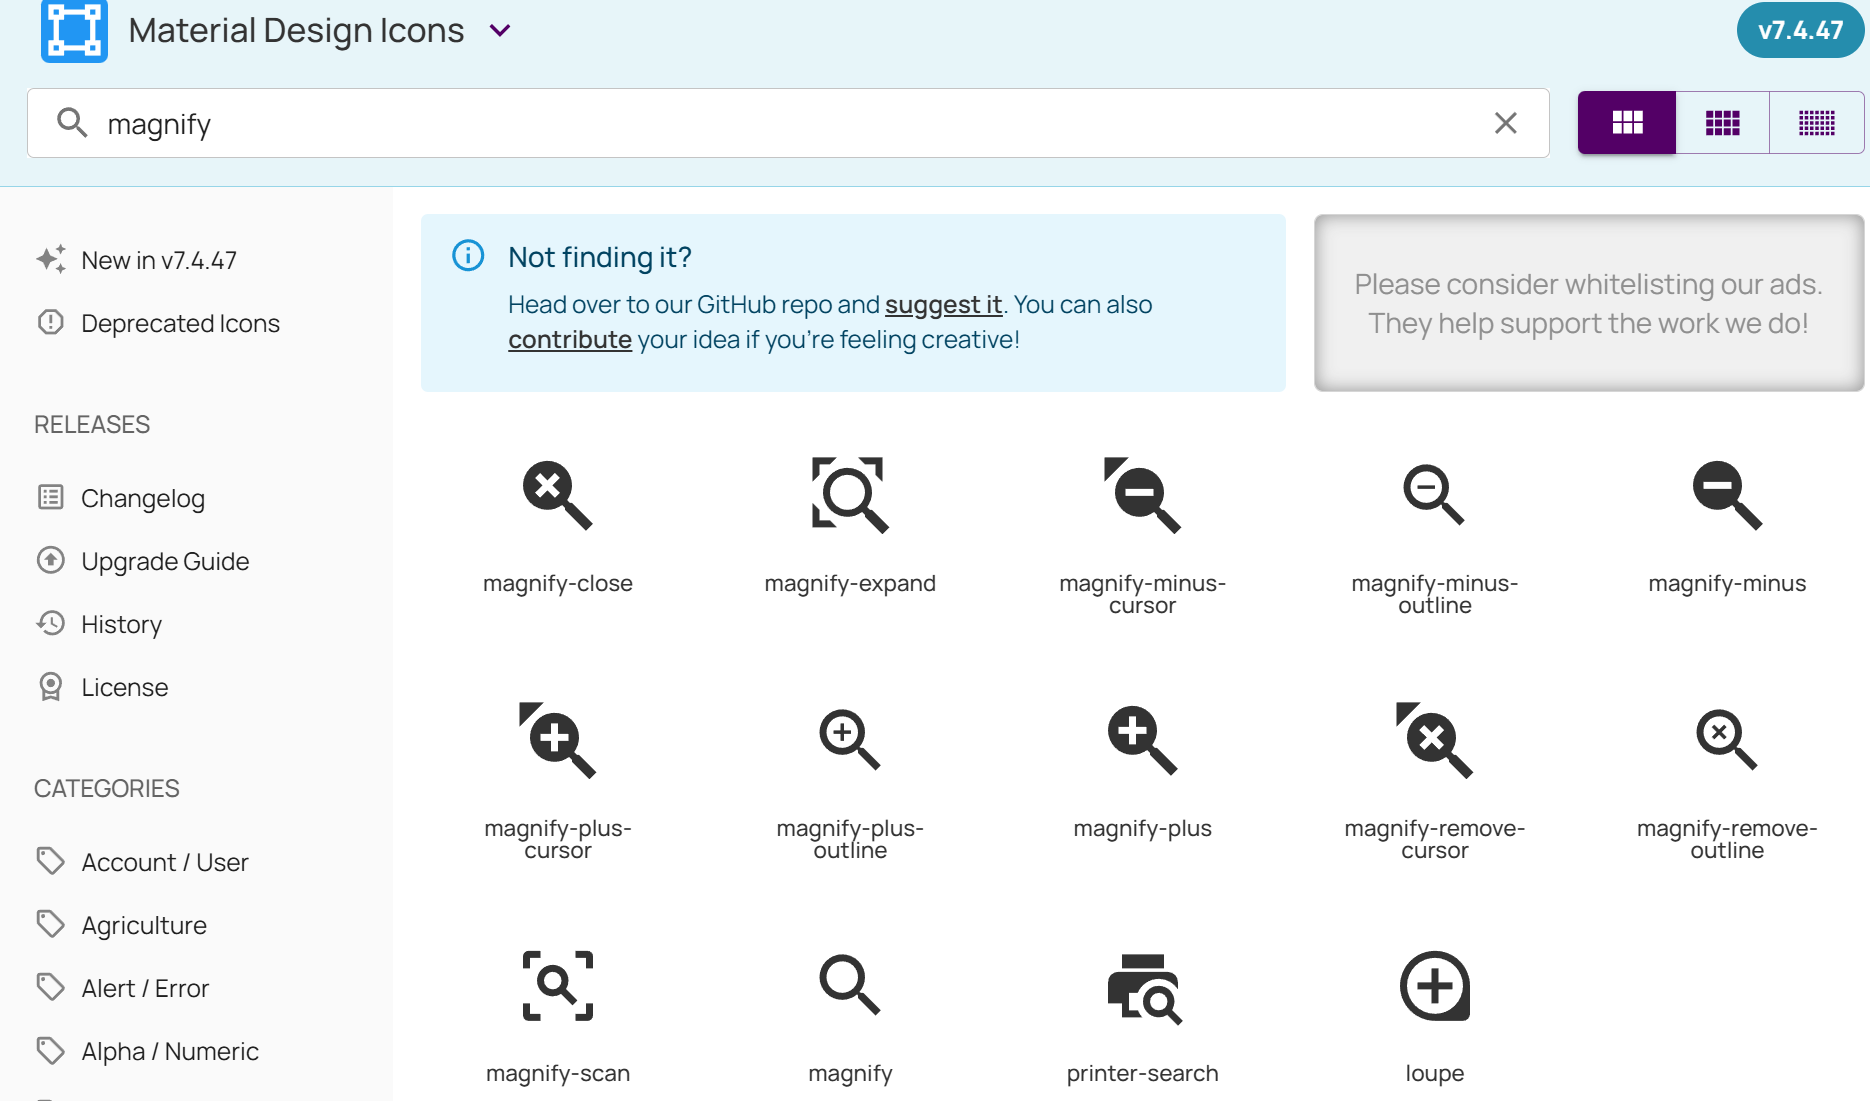 Material Design Icons
v7.4.47
magnify
New in v7.4.47
Deprecated Icons
RELEASES
Changelog
Upgrade Guide
History
License
CATEGORIES
Account / User
Agriculture
Alert / Error
Alpha / Numeric
Not finding it?
Head over to our GitHub repo and suggest it. You can also
contribute your idea if you're feeling creative!
Please consider whitelisting our ads.
They help support the work we do!
magnify-close
magnify-expand
magnify-minus-
cursor
magnify-minus-
outline
magnify-minus
magnify-plus-
cursor
magnify-plus-
outline
magnify-plus
magnify-remove-
cursor
magnify-remove-
outline
magnify-scan
magnify
printer-search
loupe